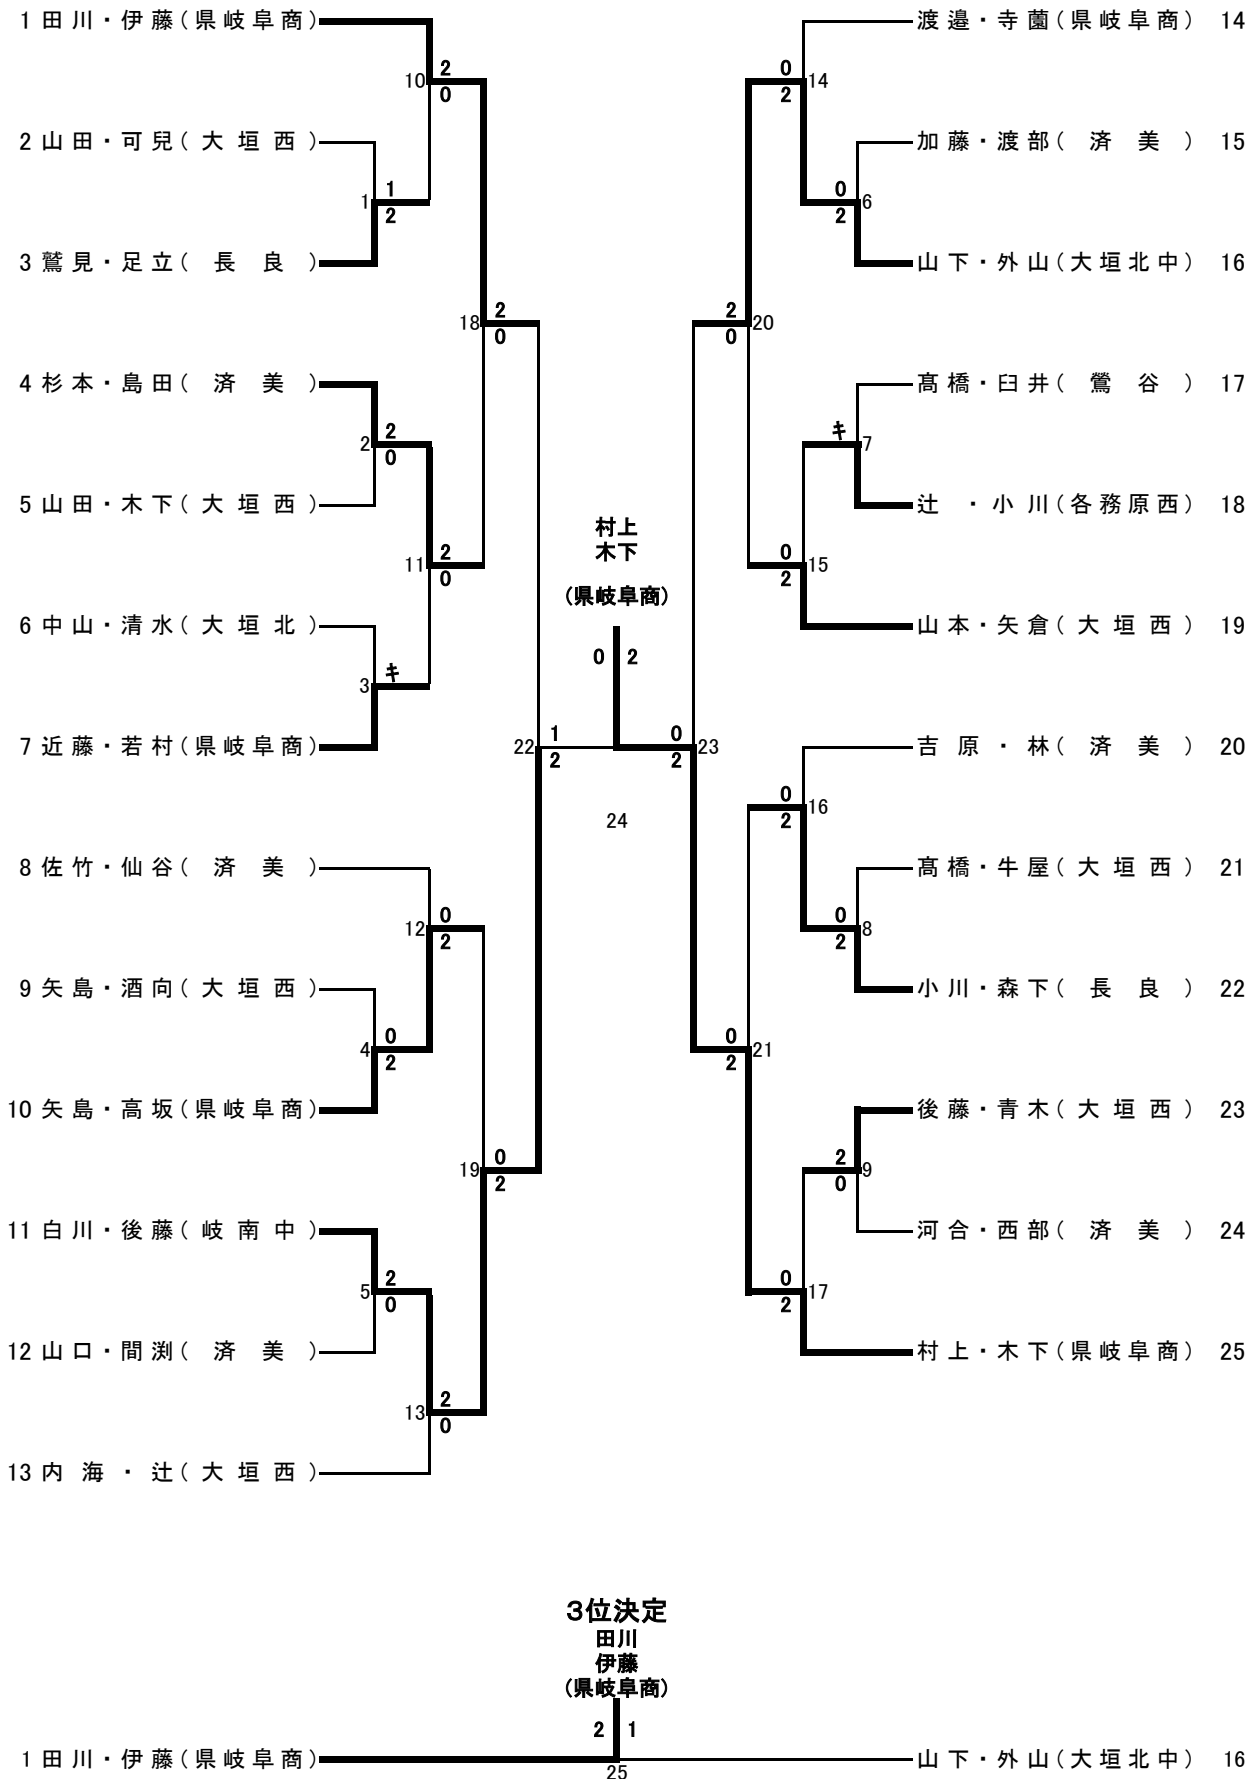 1 田川・伊藤(県岐阜商)
渡邉・寺薗(県岐阜商) 14
10 2 0
0 2 14
2 山田・可兒(大垣西)
加藤・渡部(済美) 15
1 1 2
0 2 6
3 鷲見・足立(長良)
山下・外山(大垣北中) 16
18 2 0
2 0 20
4 杉本・島田(済美)
髙橋・臼井(鶯谷) 17
2 2 0
キ 7
5 山田・木下(大垣西)
辻・小川(各務原西) 18
村上
木下
(県岐阜商)
11 2 0
0 2 15
6 中山・清水(大垣北)
山本・矢倉(大垣西) 19
0 2
3 キ
7 近藤・若村(県岐阜商)
吉原・林(済美) 20
22 1 2
0 2 23
24
0 2 16
8 佐竹・仙谷(済美)
髙橋・牛屋(大垣西) 21
12 0 2
0 2 8
9 矢島・酒向(大垣西)
小川・森下(長良) 22
4 0 2
0 2 21
10 矢島・高坂(県岐阜商)
後藤・青木(大垣西) 23
19 0 2
2 0 9
11 白川・後藤(岐南中)
河合・西部(済美) 24
5 2 0
0 2 17
12 山口・間渕(済美)
村上・木下(県岐阜商) 25
13 2 0
13 内海・辻(大垣西)
3位決定
田川
伊藤
(県岐阜商)
2 1
1 田川・伊藤(県岐阜商)
山下・外山(大垣北中) 16
25